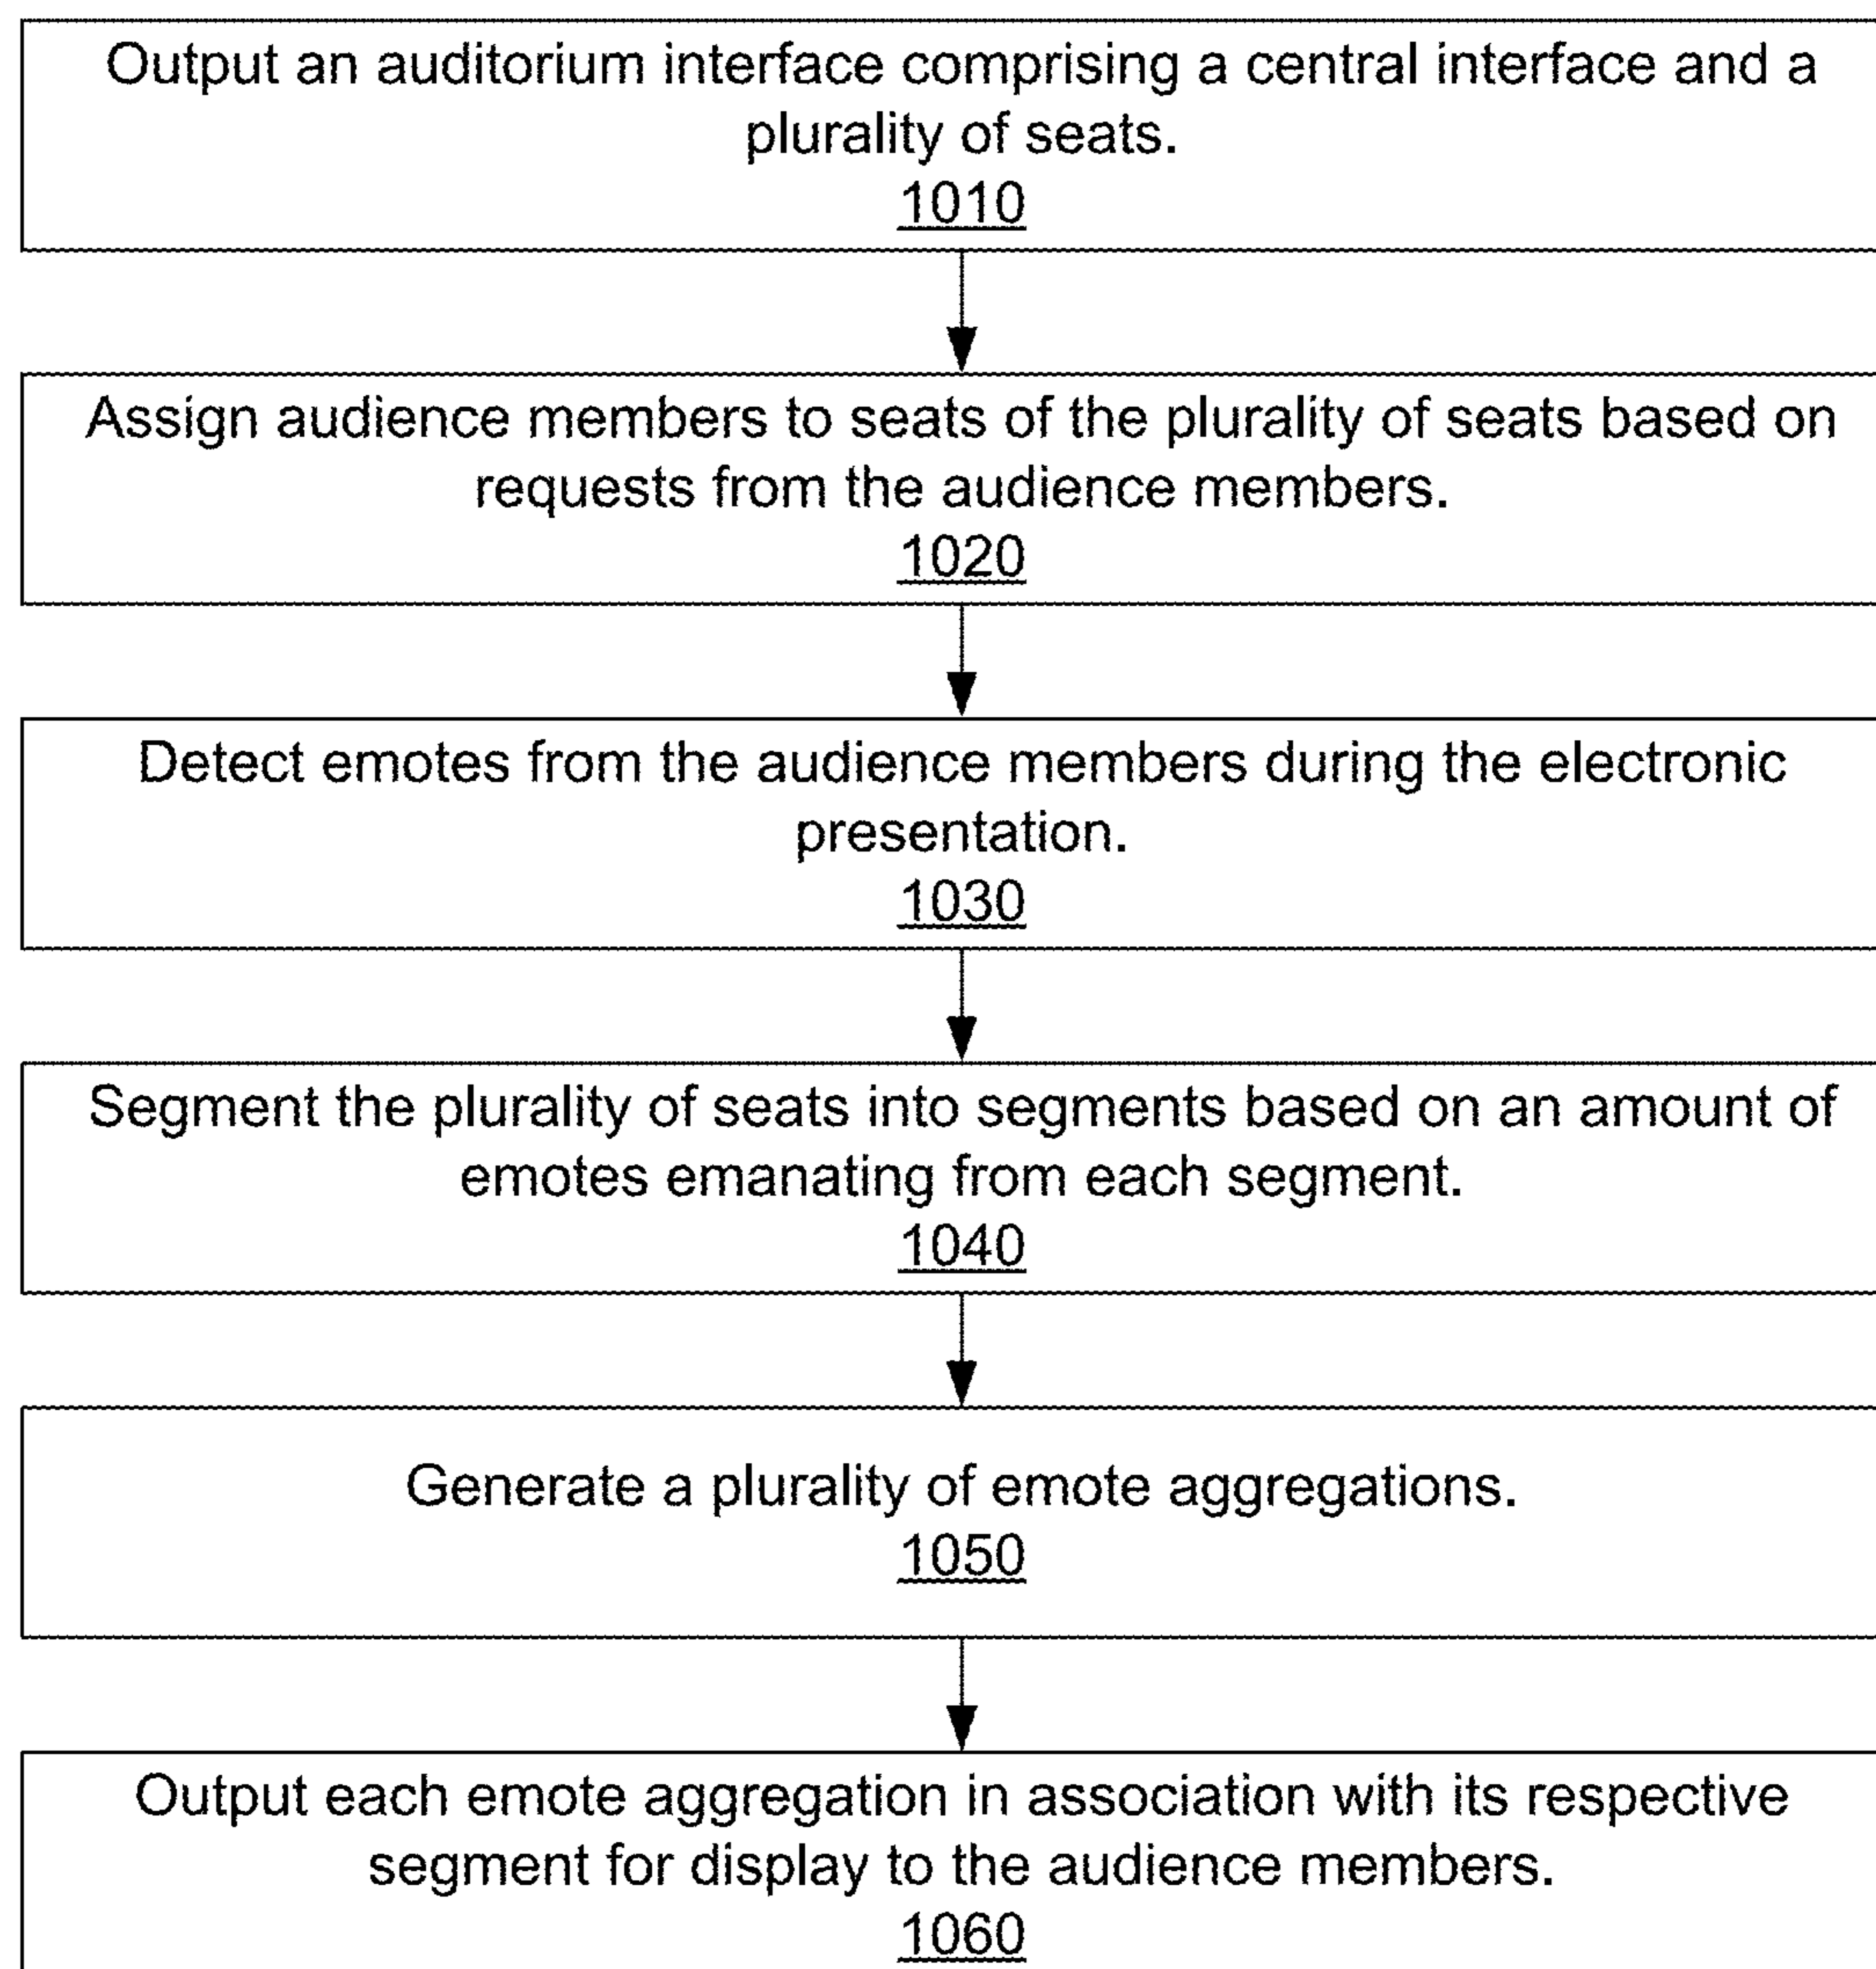 Output an auditorium interface comprising a central interface and a
plurality of seats.
1010
Assign audience members to seats of the plurality of seats based on
requests from the audience members.
1020
Detect emotes from the audience members during the electronic
presentation.
1030
Segment the plurality of seats into segments based on an amount of
emotes emanating from each segment.
1040
Generate a plurality of emote aggregations.
1050
Output each emote aggregation in association with its respective
segment for display to the audience members.
1060